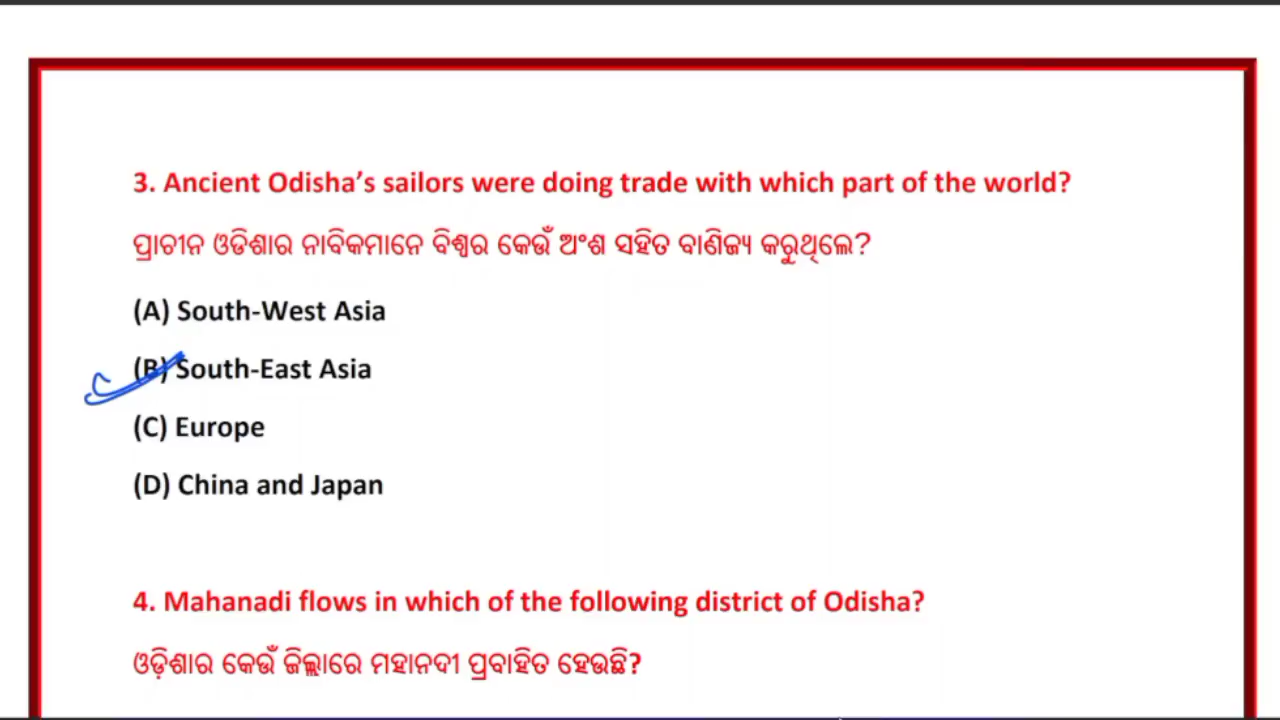 3. Ancient Odisha’s sailors were doing trade with which part of the world?
ପ୍ରାଚୀନ ଓଡିଶାର ନାବିକମାନେ ବିଶ୍ୱର କେଉଁ ଅଂଶ ସହିତ ବାଣିଜ୍ୟ କରୁଥିଲେ?
(A) South-West Asia
(B) South-East Asia
(C) Europe
(D) China and Japan
4. Mahanadi flows in which of the following district of Odisha?
ଓଡ଼ିଶାର କେଉଁ ଜିଲ୍ଲାରେ ମହାନଦୀ ପ୍ରବାହିତ ହେଉଛି?